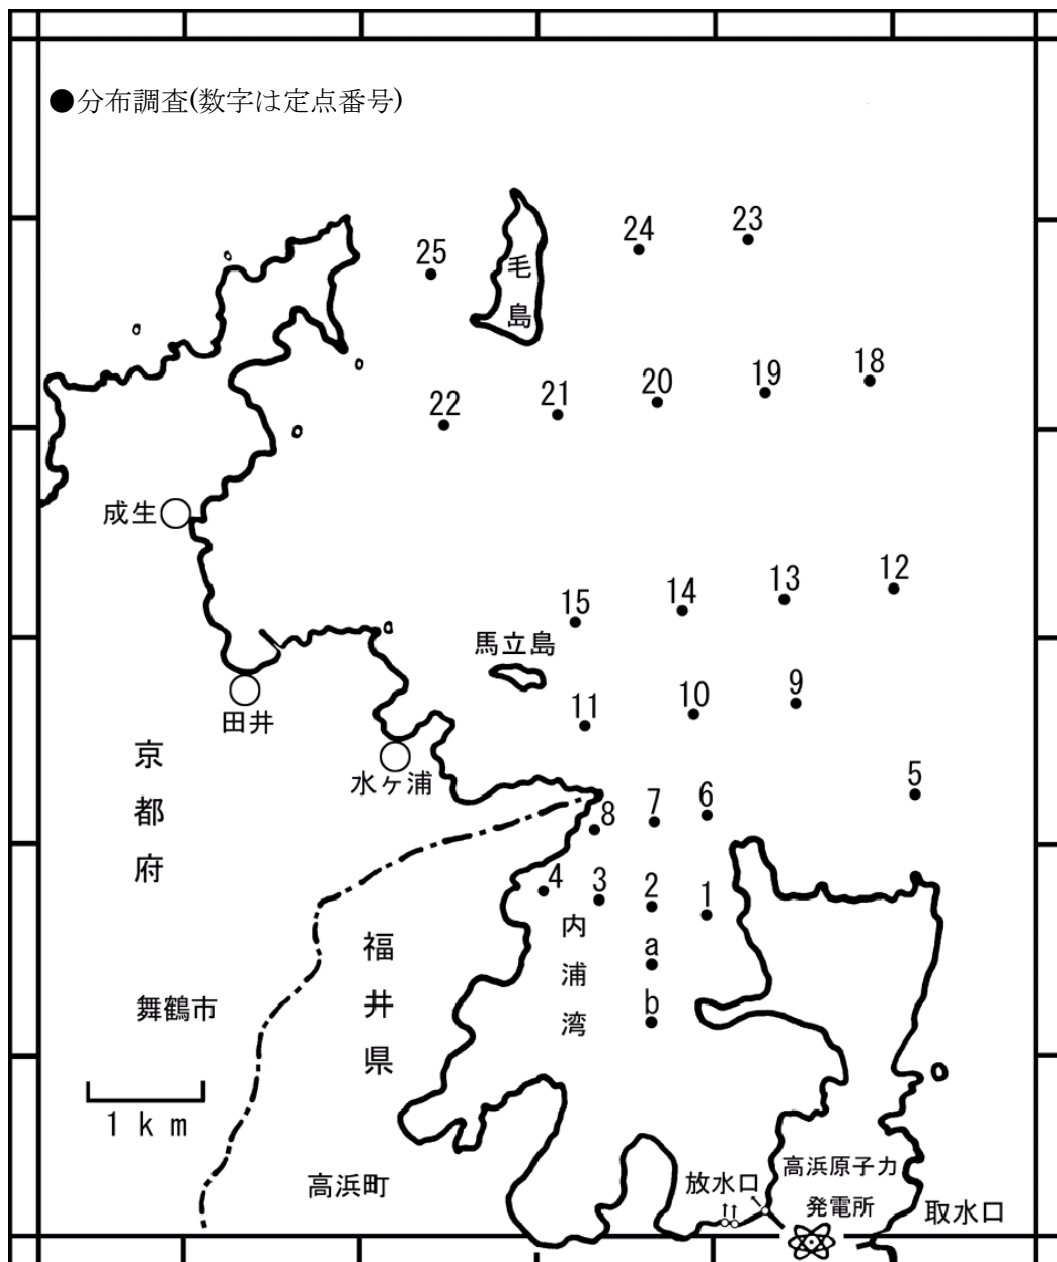 ●分布調査(数字は定点番号)
23
24
25
毛島
18
19
20
21
22
成生
12
13
14
15
馬立島
9
10
11
田井
水ヶ浦
京都府
5
6
7
8
4
3
2
1
内浦湾
a
b
福井県
舞鶴市
1km
高浜町
放水口
高浜原子力
発電所
取水口